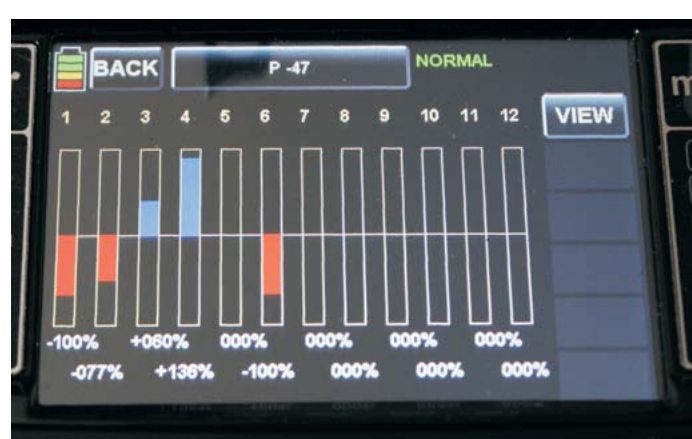 BACK P -47 NORMAL
1 2 3 4 5 6 7 8 9 10 11 12 VIEW
-100% +060% 000% 000% 000% 000%
-077% +136% -100% 000% 000% 000%